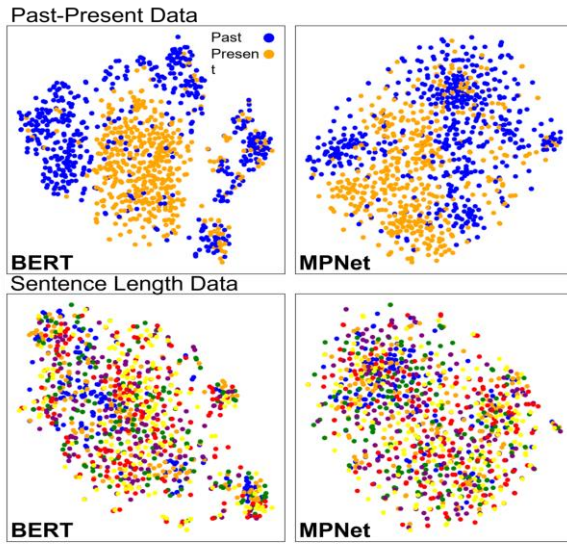 Past-Present Data
Past
Presen
t
BERT
MPNet
Sentence Length Data
BERT
MPNet